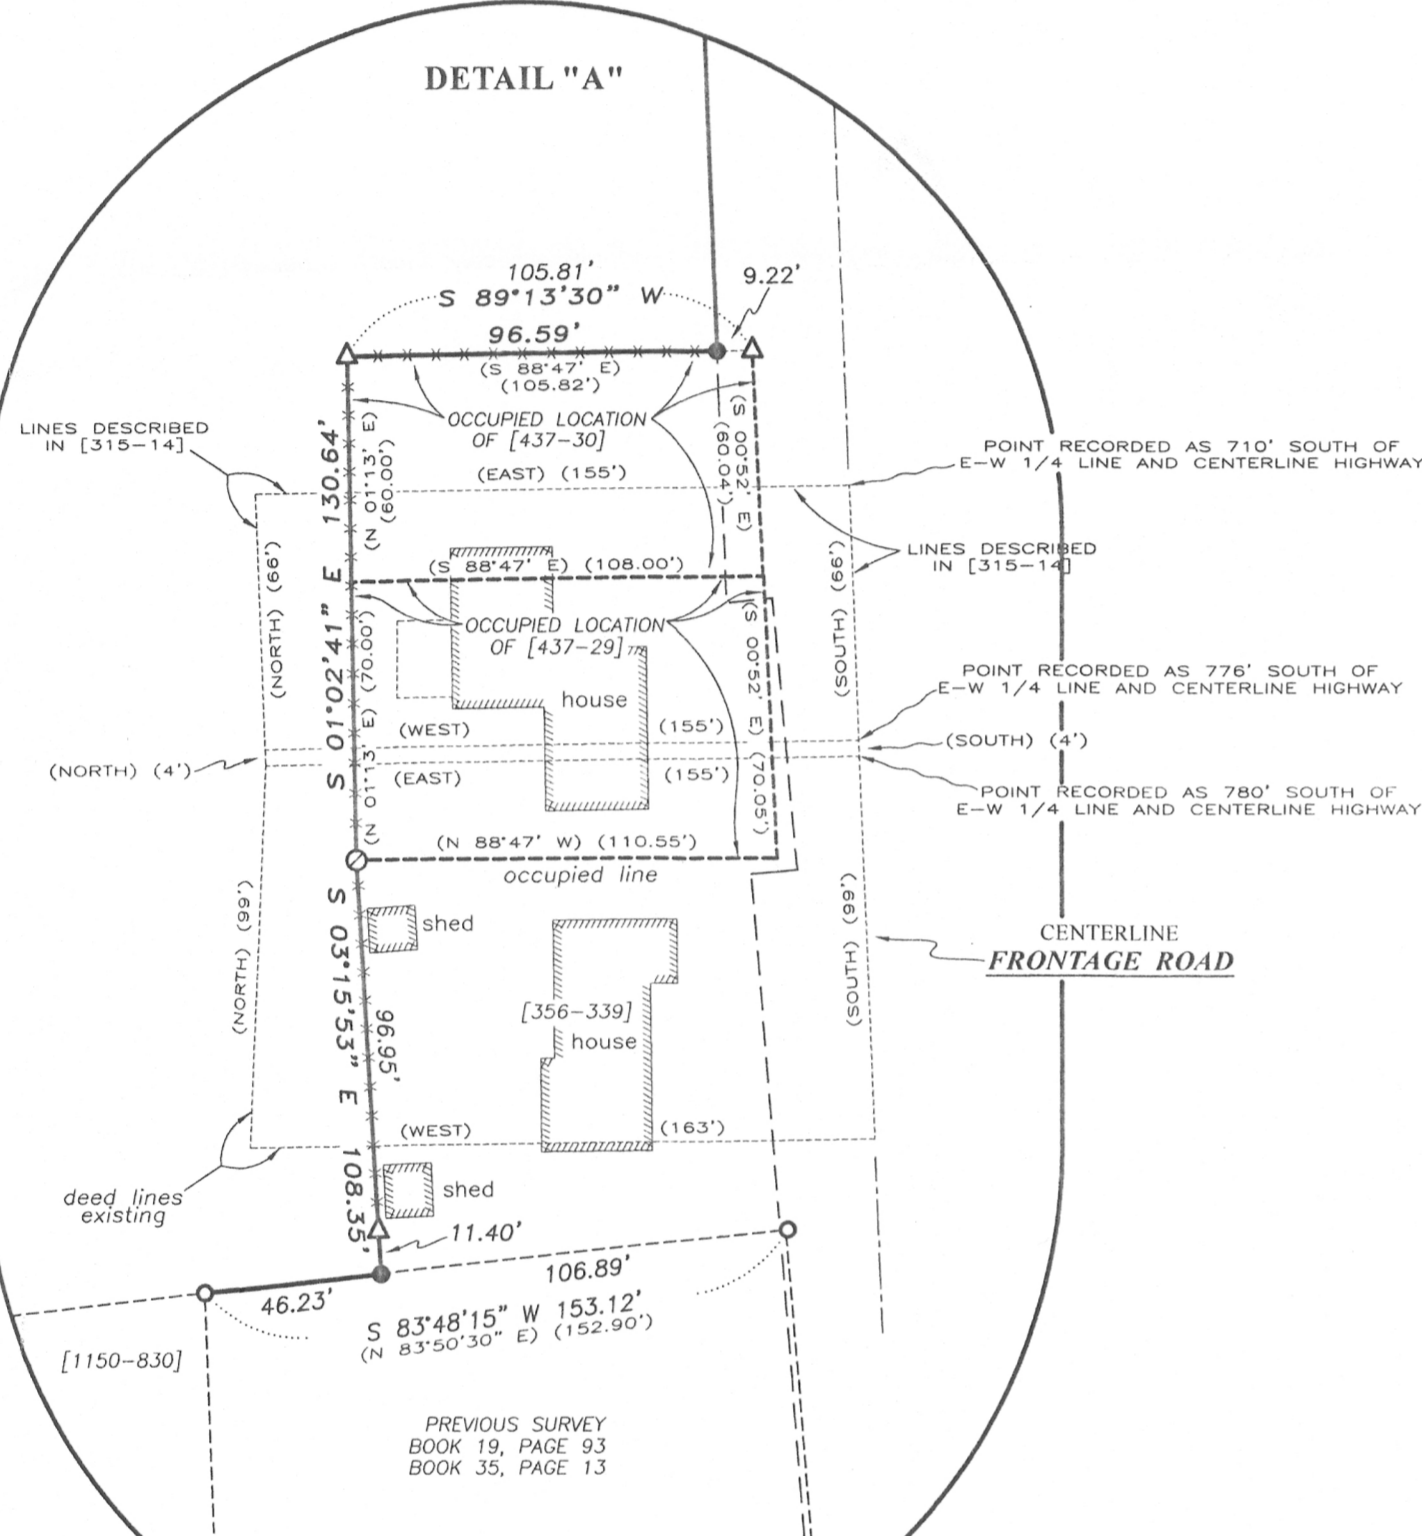 DETAIL "A"
105.81'
S 89°13'30" W
9.22'
96.59'
(S 88°47' E)
(105.82')
OCCUPIED LOCATION
OF [437-30]
LINES DESCRIBED
IN [315-14]
(EAST) (155')
POINT RECORDED AS 710' SOUTH OF
E-W 1/4 LINE AND CENTERLINE HIGHWAY
S 01°02'41" E 130.64'
(N 01°13' E)
(60.00')
(S 00°52' E)
(60.04')
LINES DESCRIBED
IN [315-14]
(NORTH) (66')
(SOUTH) (66')
(S 88°47' E) (108.00')
OCCUPIED LOCATION
OF [437-29]
(N 01°13' E) (70.00')
(S 00°52' E) (70.05')
house
POINT RECORDED AS 776' SOUTH OF
E-W 1/4 LINE AND CENTERLINE HIGHWAY
(WEST)
(155')
(SOUTH) (4')
(NORTH) (4')
(EAST)
(155')
POINT RECORDED AS 780' SOUTH OF
E-W 1/4 LINE AND CENTERLINE HIGHWAY
(N 88°47' W) (110.55')
occupied line
S 03°15'53" E 108.35'
96.95'
(NORTH) (66')
(SOUTH) (66')
shed
CENTERLINE
FRONTAGE ROAD
[356-339]
house
(WEST)
(163')
deed lines
existing
shed
11.40'
106.89'
46.23'
S 83°48'15" W 153.12'
(N 83°50'30" E) (152.90')
[1150-830]
PREVIOUS SURVEY
BOOK 19, PAGE 93
BOOK 35, PAGE 13